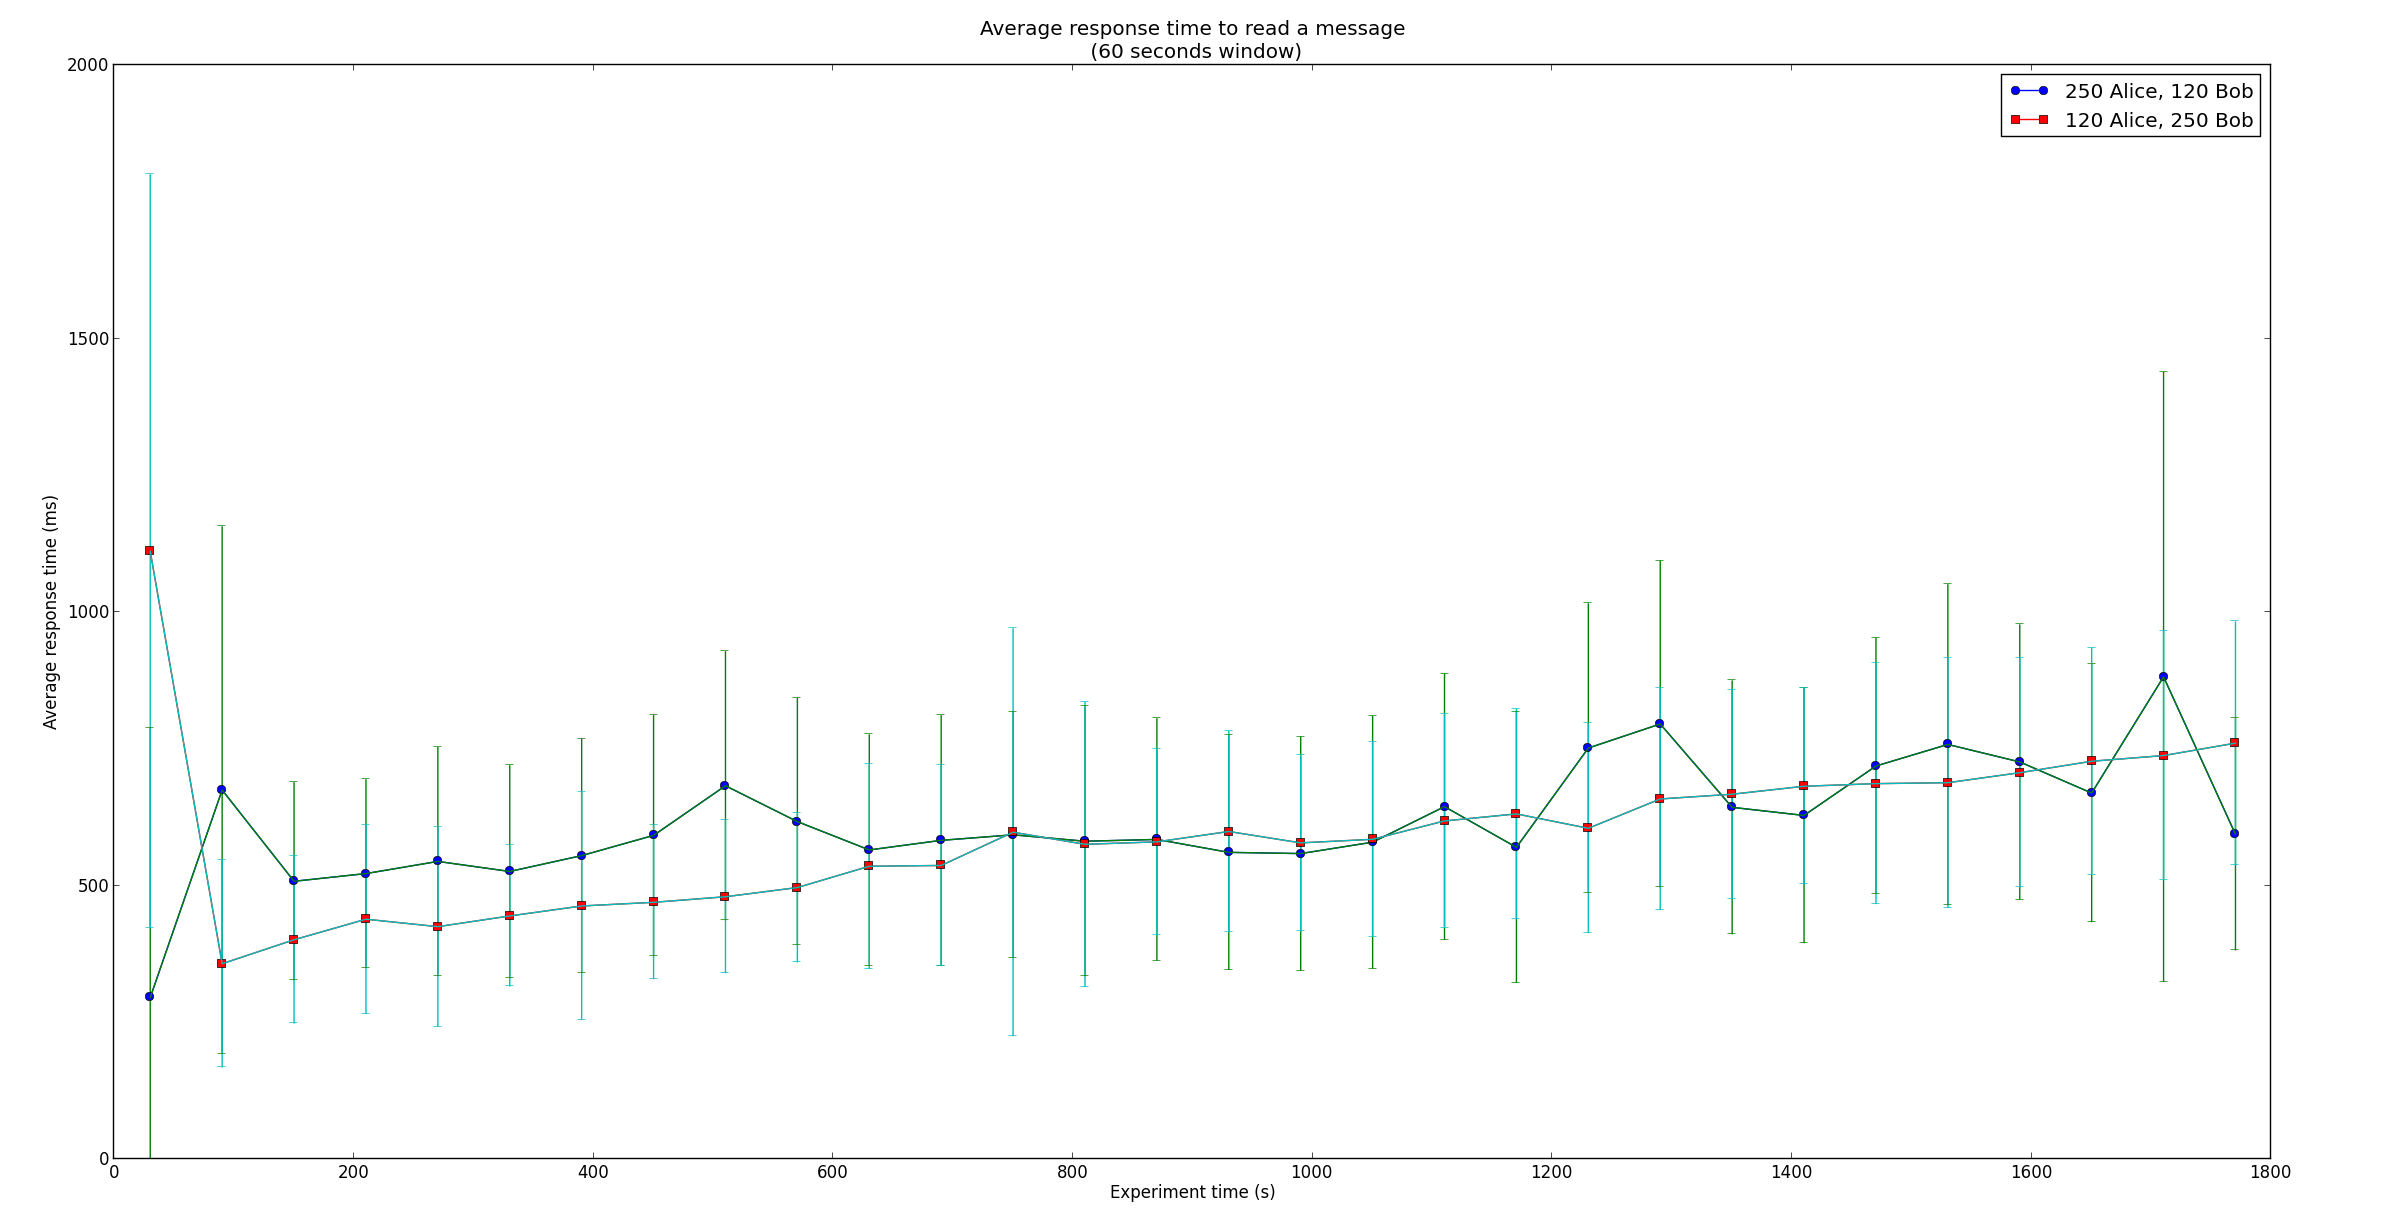 Average response time to read a message
(60 seconds window)
250 Alice, 120 Bob
120 Alice, 250 Bob
Average response time (ms)
2000
1500
1000
500
0
0 200 400 600 800 1000 1200 1400 1600 1800
Experiment time (s)